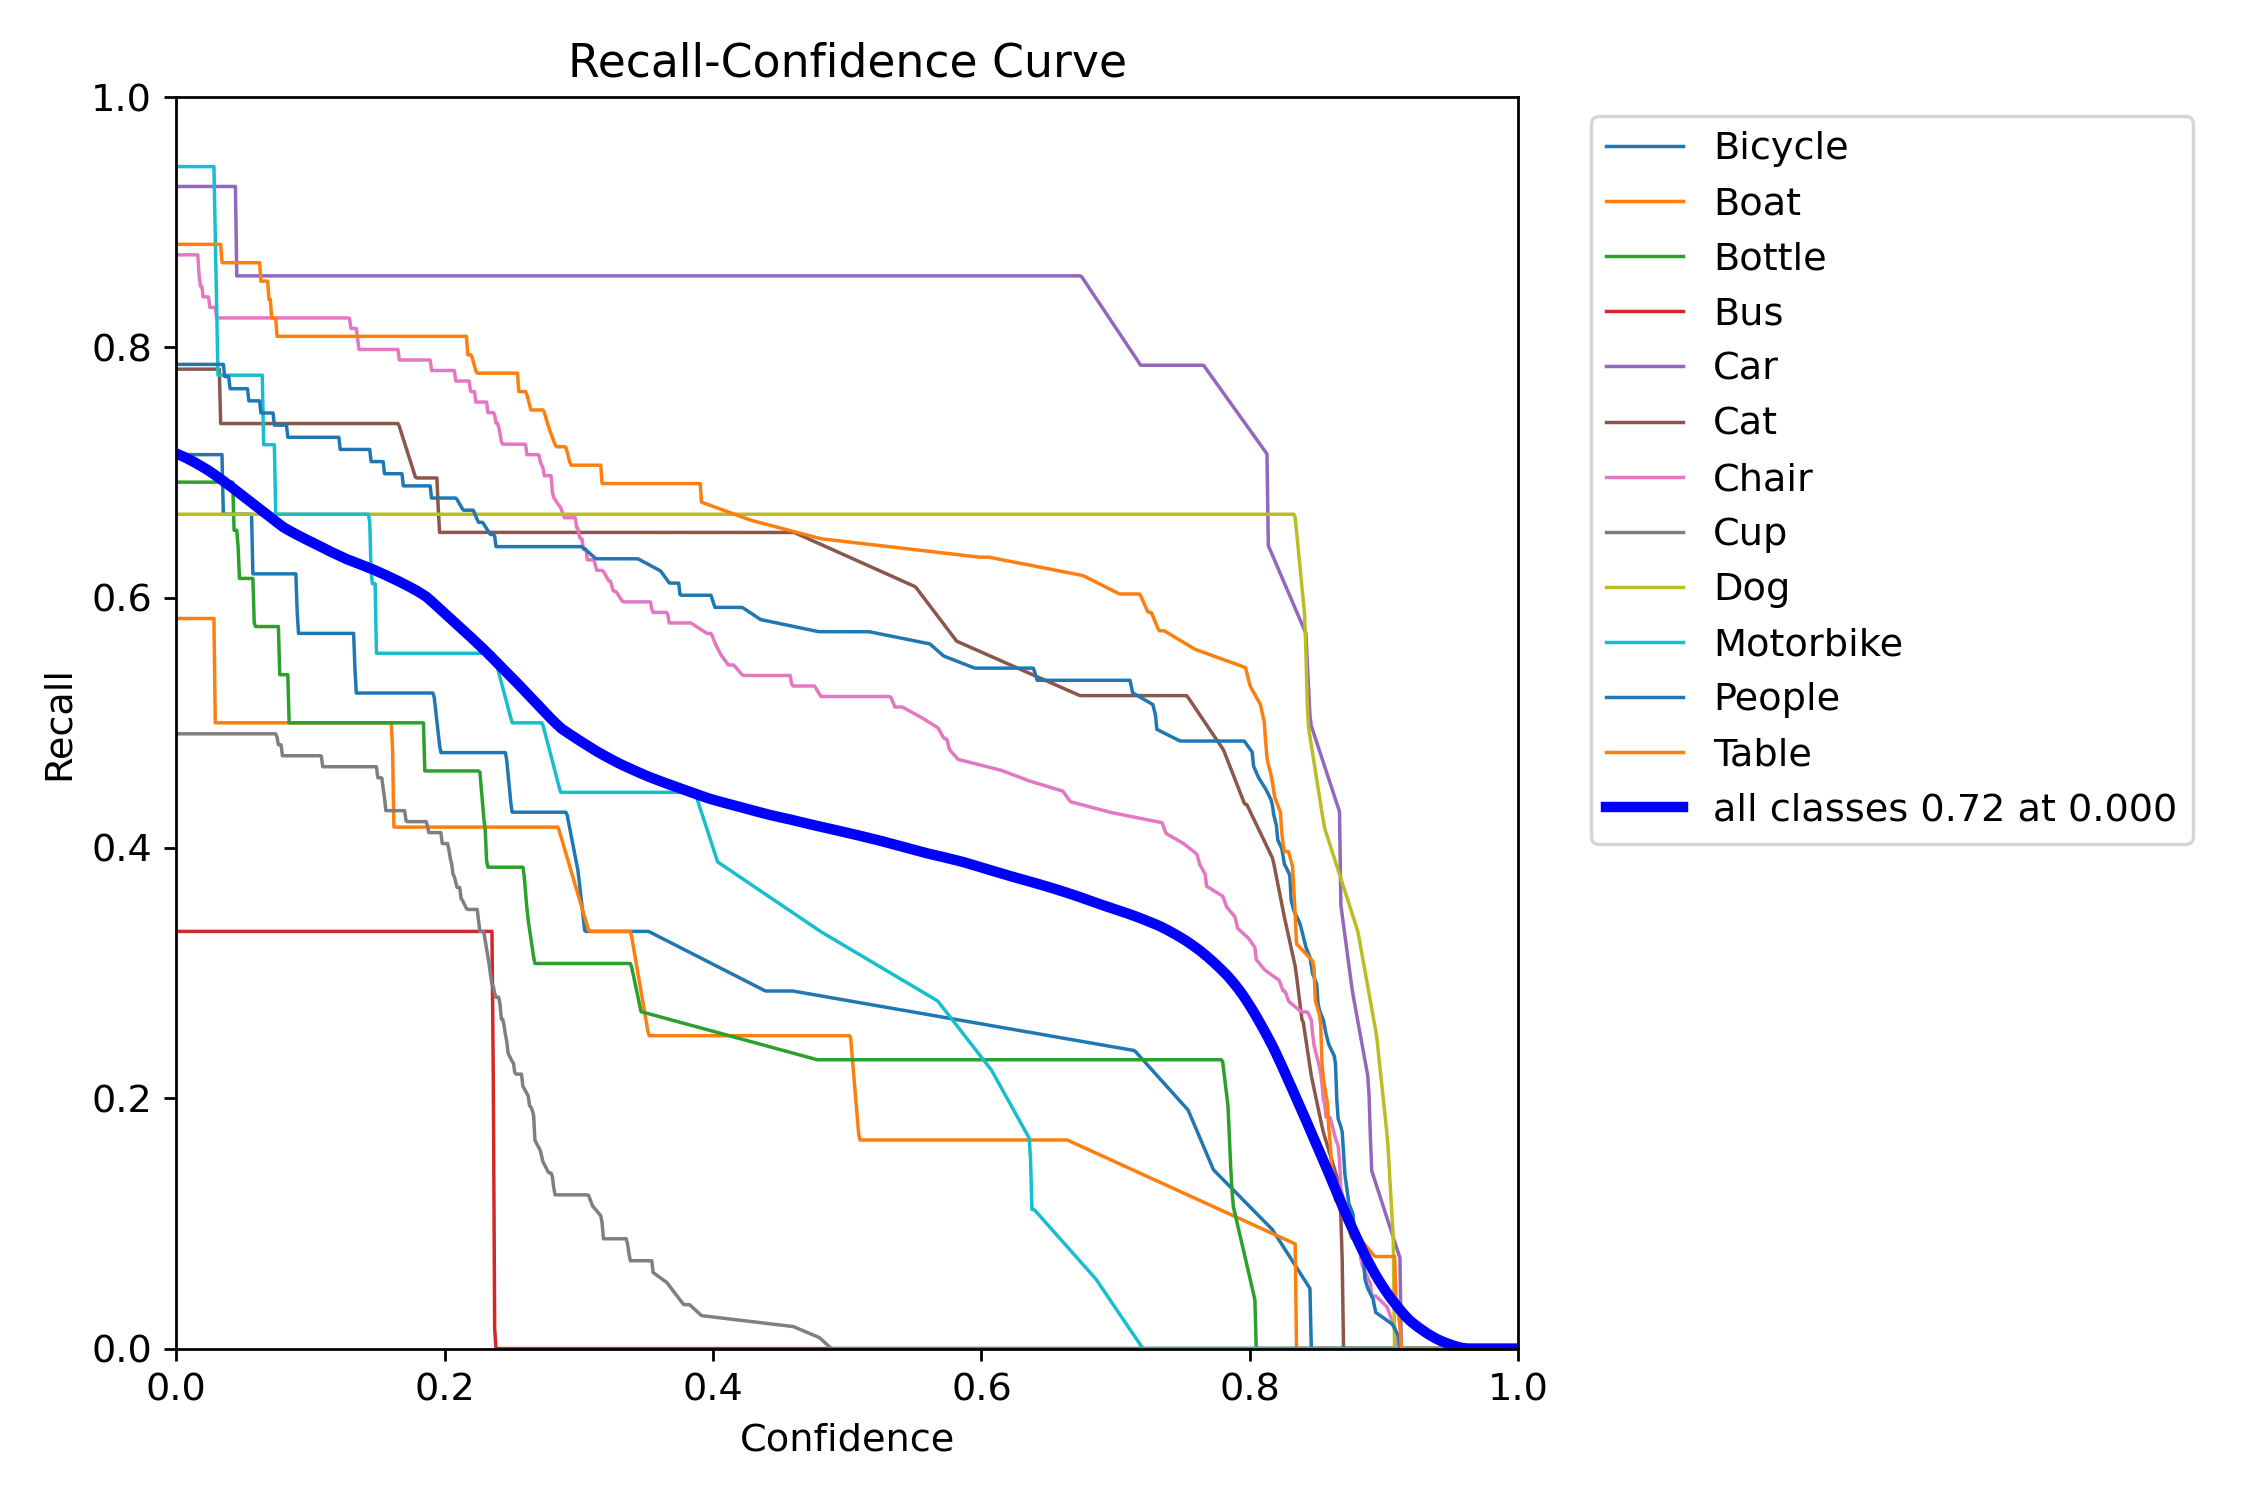 Recall-Confidence Curve
1.0
0.8
0.6
0.4
0.2
0.0
Recall
0.0 0.2 0.4 0.6 0.8 1.0
Confidence
Bicycle
Boat
Bottle
Bus
Car
Cat
Chair
Cup
Dog
Motorbike
People
Table
all classes 0.72 at 0.000